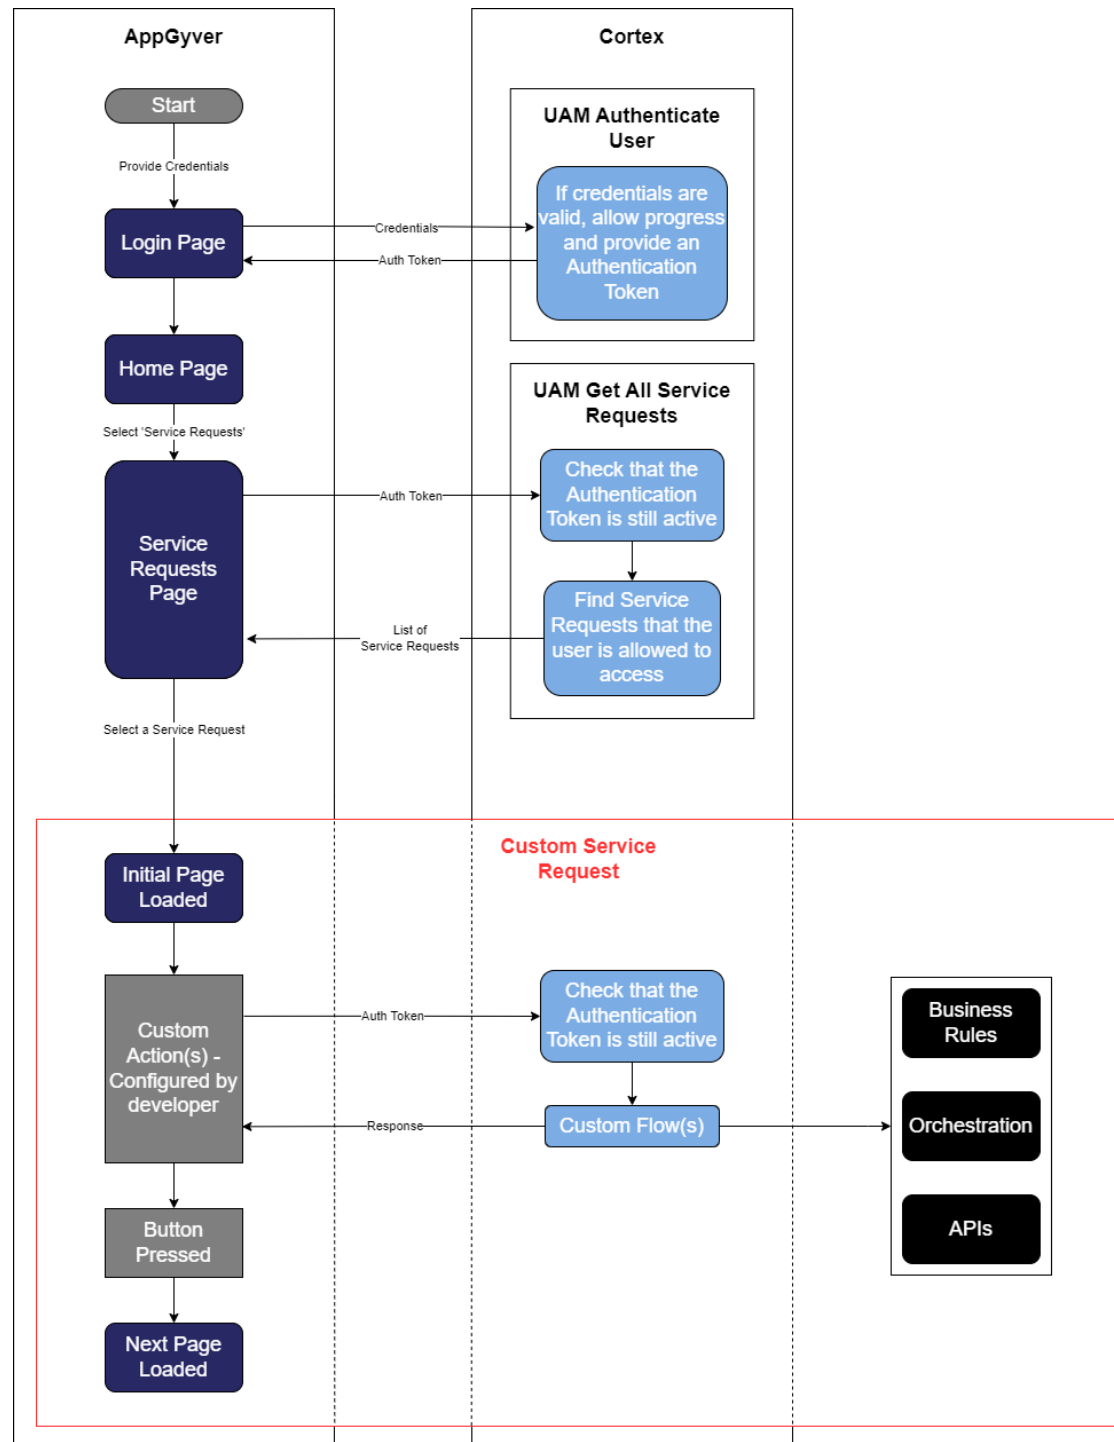 AppGyver
Cortex
Start
UAM Authenticate
User
Provide Credentials
If credentials are
valid, allow progress
and provide an
Authentication
Token
Login Page
Credentials
Auth Token
Home Page
UAM Get All Service
Requests
Select 'Service Requests'
Check that the
Authentication
Token is still active
Auth Token
Service
Requests
Page
Find Service
Requests that the
user is allowed to
access
List of
Service Requests
Select a Service Request
Custom Service
Request
Initial Page
Loaded
Custom
Action(s) -
Configured by
developer
Auth Token
Check that the
Authentication
Token is still active
Business
Rules
Response
Custom Flow(s)
Orchestration
APIs
Button
Pressed
Next Page
Loaded